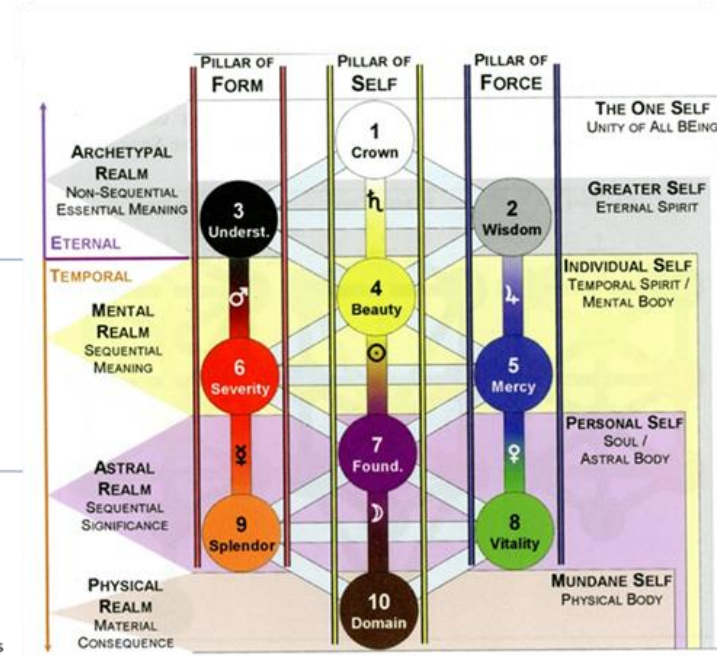 PILLAR OF
FORM
PILLAR OF
SELF
PILLAR OF
FORCE
THE ONE SELF
UNITY OF ALL BEING
1
Crown
ARCHETYPAL
REALM
NON-SEQUENTIAL
ESSENTIAL MEANING
ETERNAL
♄
3
Underst.
2
Wisdom
GREATER SELF
ETERNAL SPIRIT
TEMPORAL
INDIVIDUAL SELF
TEMPORAL SPIRIT /
MENTAL BODY
♂
4
Beauty
♃
MENTAL
REALM
SEQUENTIAL
MEANING
☉
6
Severity
5
Mercy
PERSONAL SELF
SOUL /
ASTRAL BODY
☿
7
Found.
♀
ASTRAL
REALM
SEQUENTIAL
SIGNIFICANCE
☽
9
Splendor
8
Vitality
PHYSICAL
REALM
MATERIAL
CONSEQUENCE
10
Domain
MUNDANE SELF
PHYSICAL BODY
s